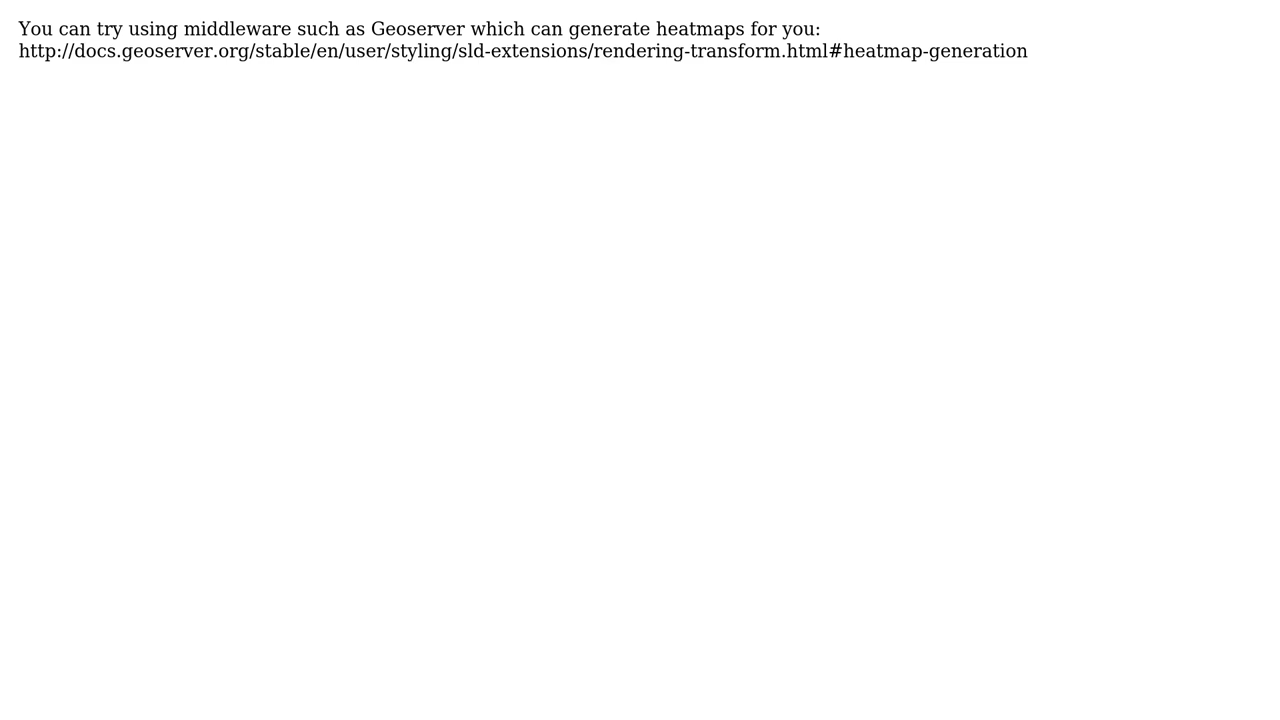 You can try using middleware such as Geoserver which can generate heatmaps for you:
http://docs.geoserver.org/stable/en/user/styling/sld-extensions/rendering-transform.html#heatmap-generation